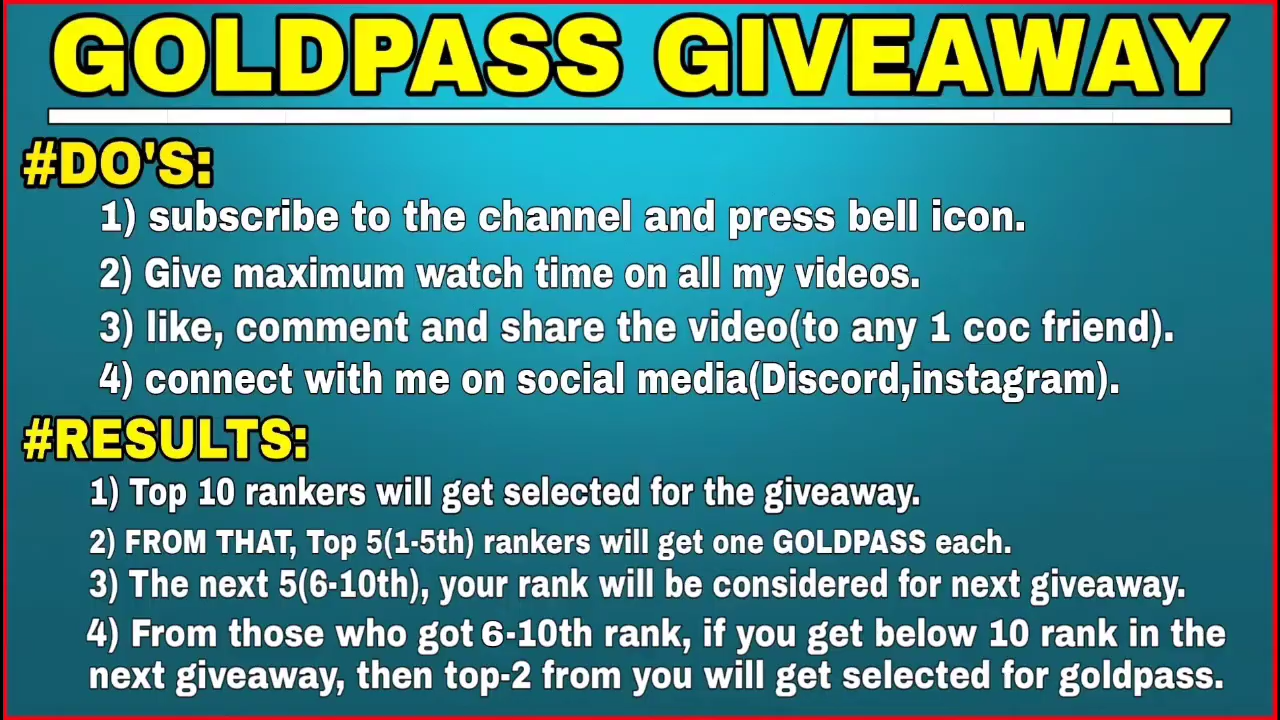 GOLDPASS GIVEAWAY
#DO'S:
1) subscribe to the channel and press bell icon.
2) Give maximum watch time on all my videos.
3) like, comment and share the video(to any 1 coc friend).
4) connect with me on social media(Discord,instagram).
#RESULTS:
1) Top 10 rankers will get selected for the giveaway.
2) FROM THAT, Top 5(1-5th) rankers will get one GOLDPASS each.
3) The next 5(6-10th), your rank will be considered for next giveaway.
4) From those who got 6-10th rank, if you get below 10 rank in the
next giveaway, then top-2 from you will get selected for goldpass.